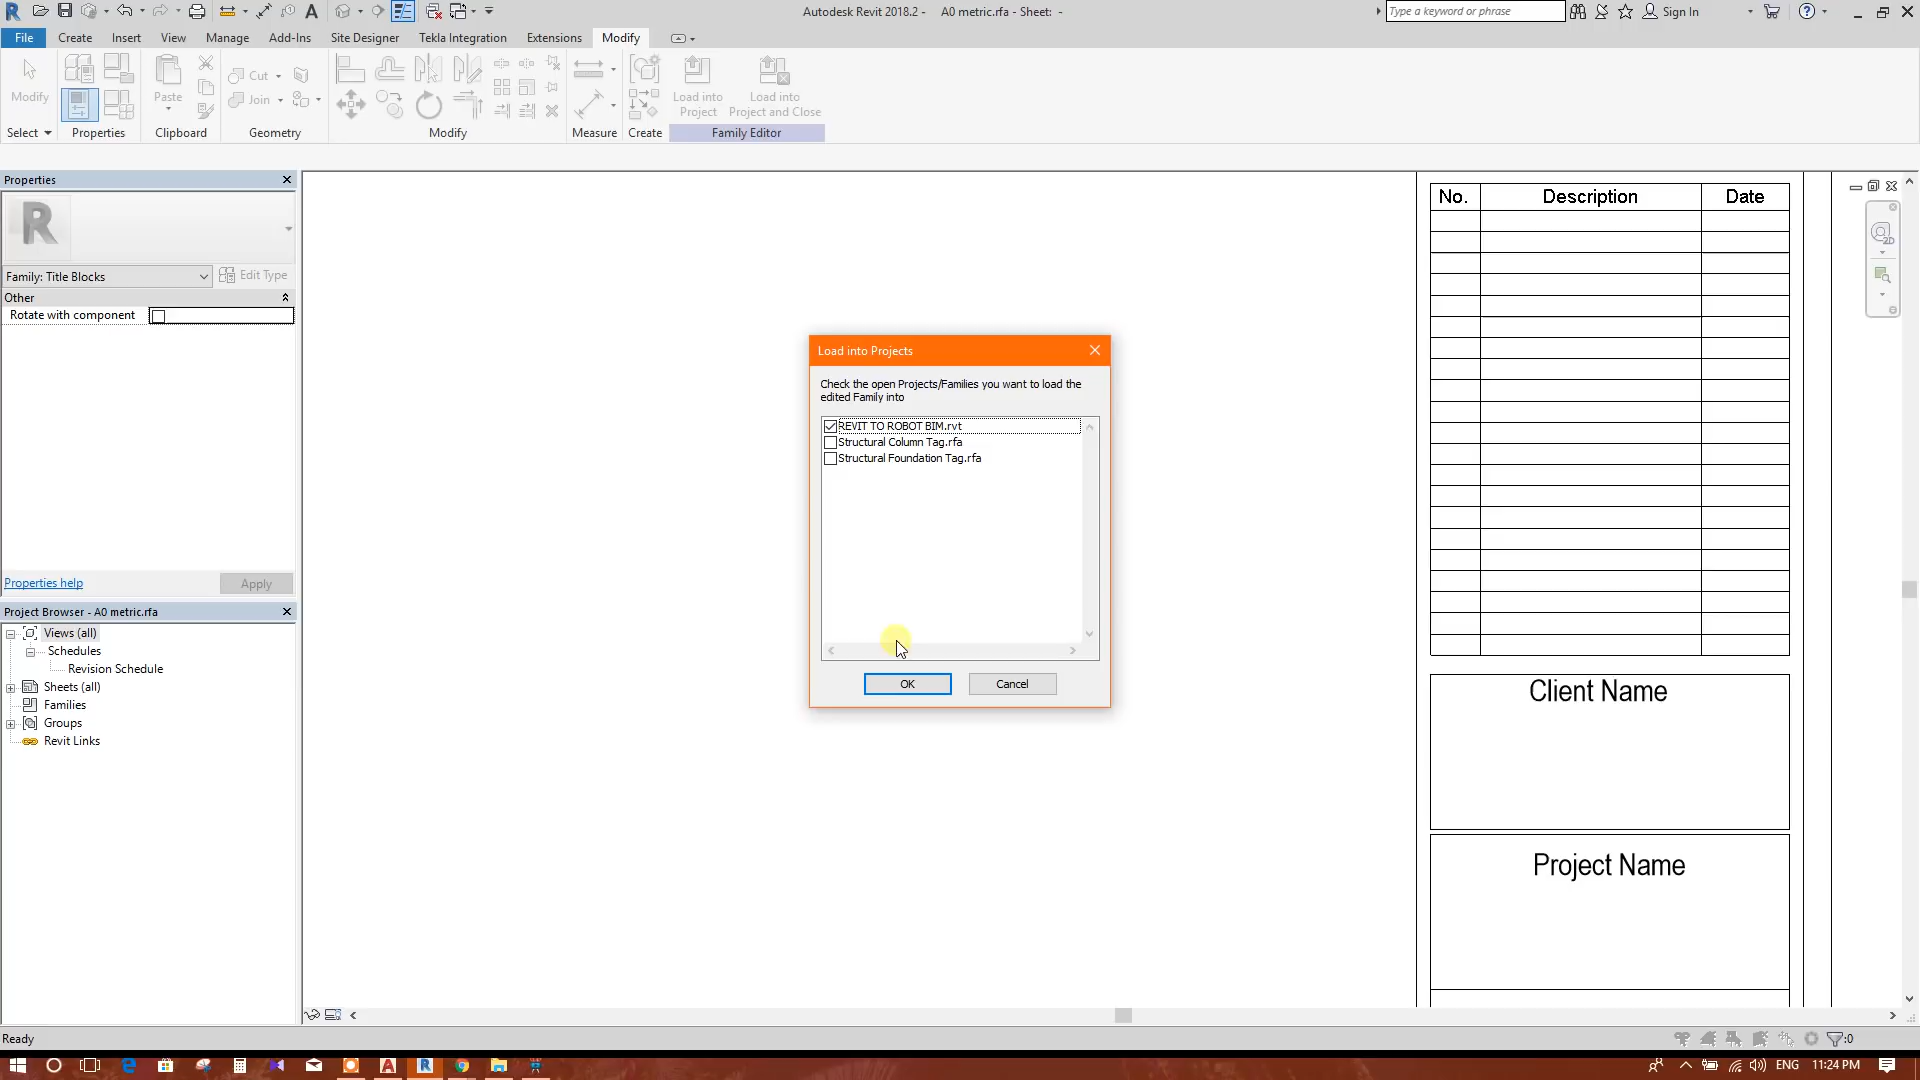 Autodesk Revit 2018.2 - A0 metric.rfa - Sheet: -
Type a keyword or phrase
Sign In
File Create Insert View Manage Add-Ins Site Designer Tekla Integration Extensions Modify
Modify
Paste
Cut
Join
Load into Project
Load into Project and Close
Select Properties Clipboard Geometry Modify Measure Create Family Editor
Properties
Family: Title Blocks
Edit Type
Other
Rotate with component
Properties help
Apply
Project Browser - A0 metric.rfa
Views (all)
Schedules
Revision Schedule
Sheets (all)
Families
Groups
Revit Links
Load into Projects
Check the open Projects/Families you want to load the
edited Family into
REVIT TO ROBOT BIM.rvt
Structural Column Tag.rfa
Structural Foundation Tag.rfa
OK
Cancel
No. Description Date
Client Name
Project Name
2D
Ready
:0
ENG 11:24 PM